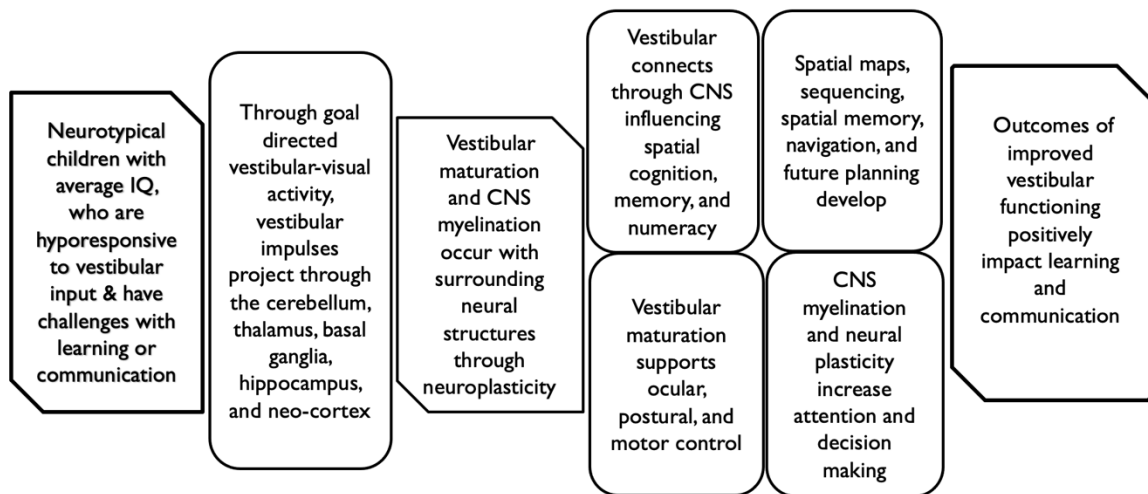 Neurotypical
children with
average IQ,
who are
hyporesponsive
to vestibular
input & have
challenges with
learning or
communication
Through goal
directed
vestibular-visual
activity,
vestibular
impulses
project through
the cerebellum,
thalamus, basal
ganglia,
hippocampus,
and neo-cortex
Vestibular
maturation
and CNS
myelination
occur with
surrounding
neural
structures
through
neuroplasticity
Vestibular
connects
through CNS
influencing
spatial
cognition,
memory, and
numeracy
Vestibular
maturation
supports
ocular,
postural, and
motor control
Spatial maps,
sequencing,
spatial memory,
navigation, and
future planning
develop
CNS
myelination
and neural
plasticity
increase
attention and
decision
making
Outcomes of
improved
vestibular
functioning
positively
impact learning
and
communication